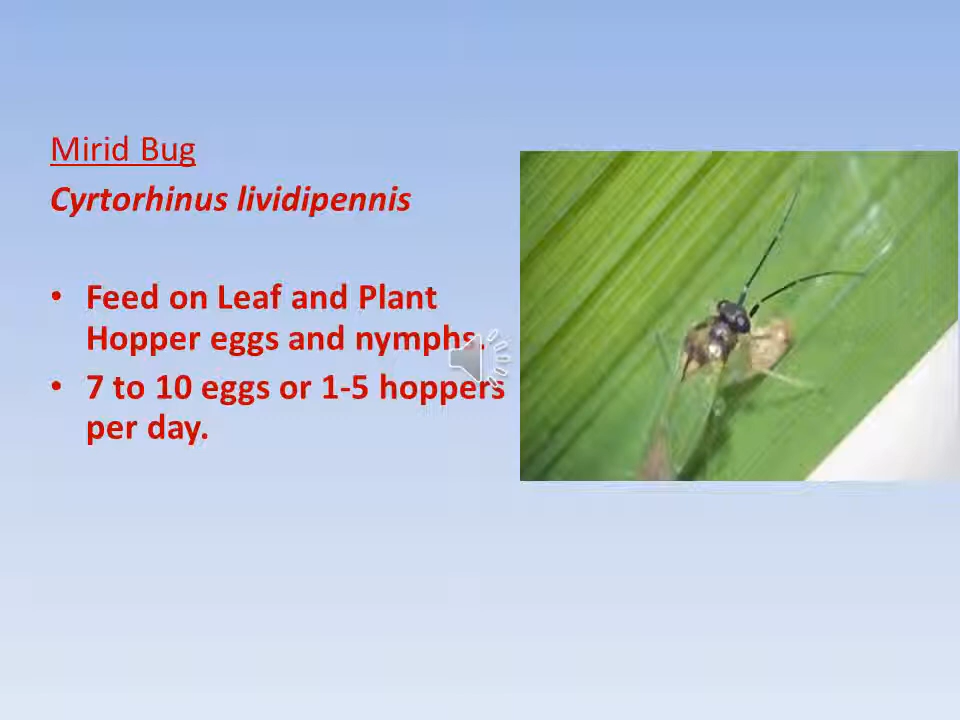 Mirid Bug
Cyrtorhinus lividipennis
• Feed on Leaf and Plant
Hopper eggs and nymphs.
• 7 to 10 eggs or 1-5 hoppers
per day.